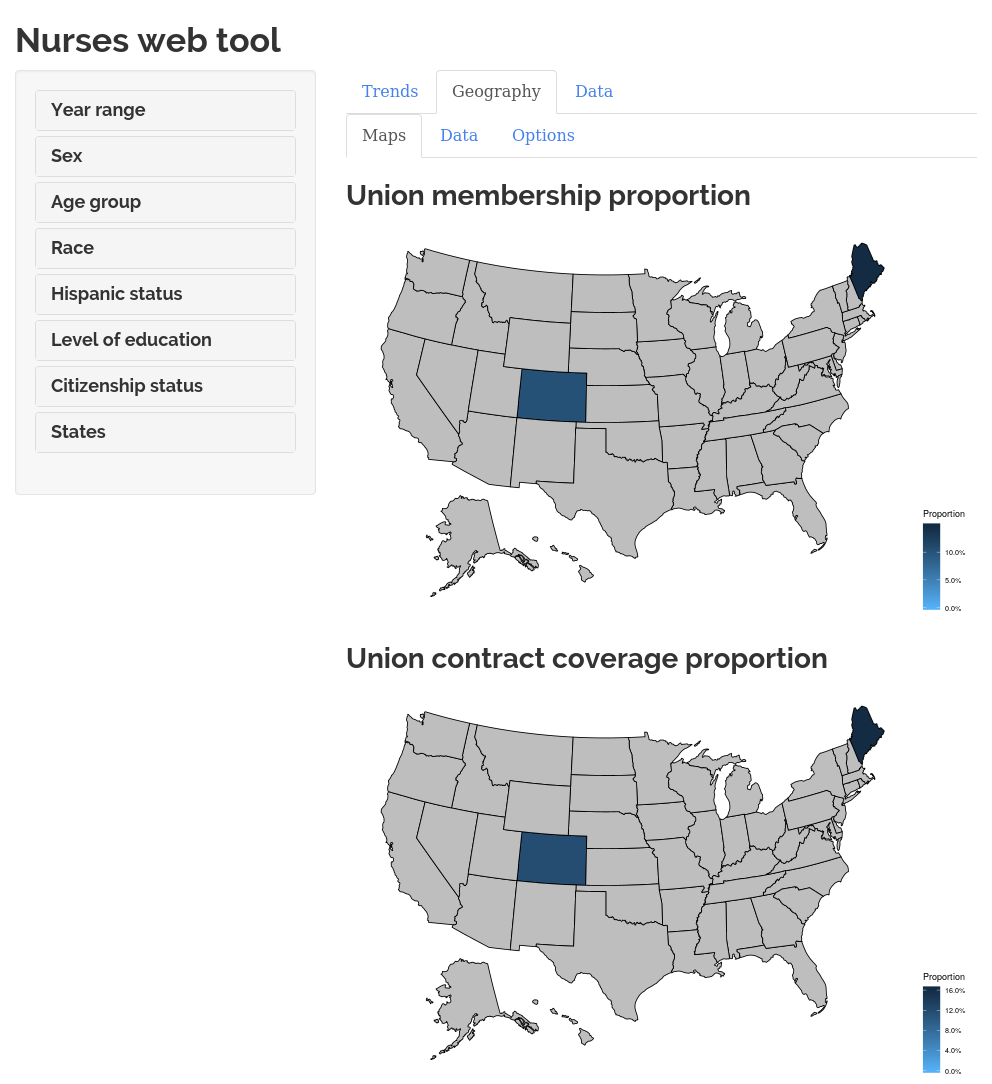 Nurses web tool
Year range
Sex
Age group
Race
Hispanic status
Level of education
Citizenship status
States
Trends Geography Data
Maps Data Options
Union membership proportion
Proportion
10.0%
5.0%
0.0%
Union contract coverage proportion
Proportion
16.0%
12.0%
8.0%
4.0%
0.0%